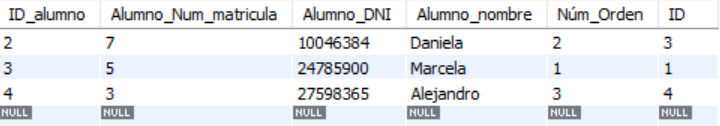 ID_alumno Alumno_Num_matricula Alumno_DNI Alumno_nombre Núm_Orden ID
2 7 10046384 Daniela 2 3
3 5 24785900 Marcela 1 1
4 3 27598365 Alejandro 3 4
NULL NULL NULL NULL NULL NULL